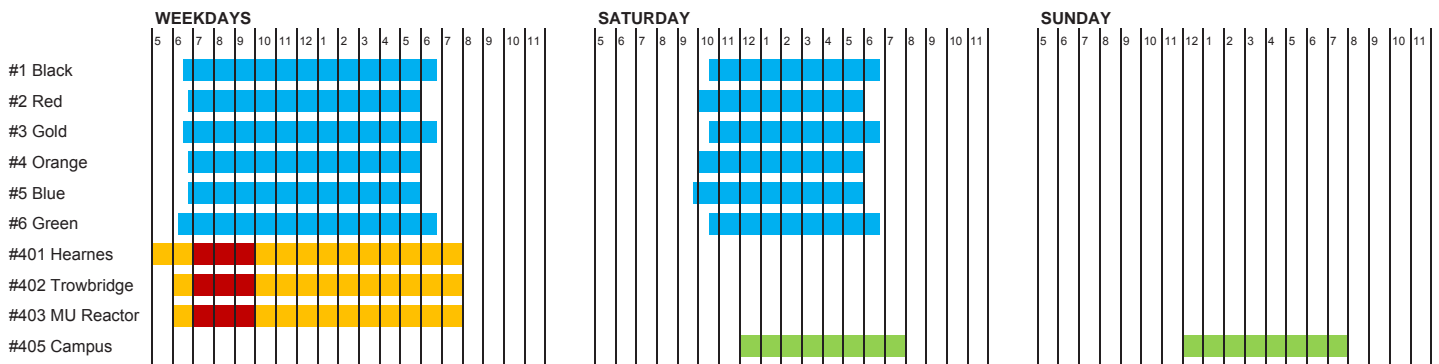 WEEKDAYS SATURDAY SUNDAY
5 6 7 8 9 10 11 12 1 2 3 4 5 6 7 8 9 10 11 5 6 7 8 9 10 11 12 1 2 3 4 5 6 7 8 9 10 11 5 6 7 8 9 10 11 12 1 2 3 4 5 6 7 8 9 10 11
#1 Black
#2 Red
#3 Gold
#4 Orange
#5 Blue
#6 Green
#401 Hearnes
#402 Trowbridge
#403 MU Reactor
#405 Campus